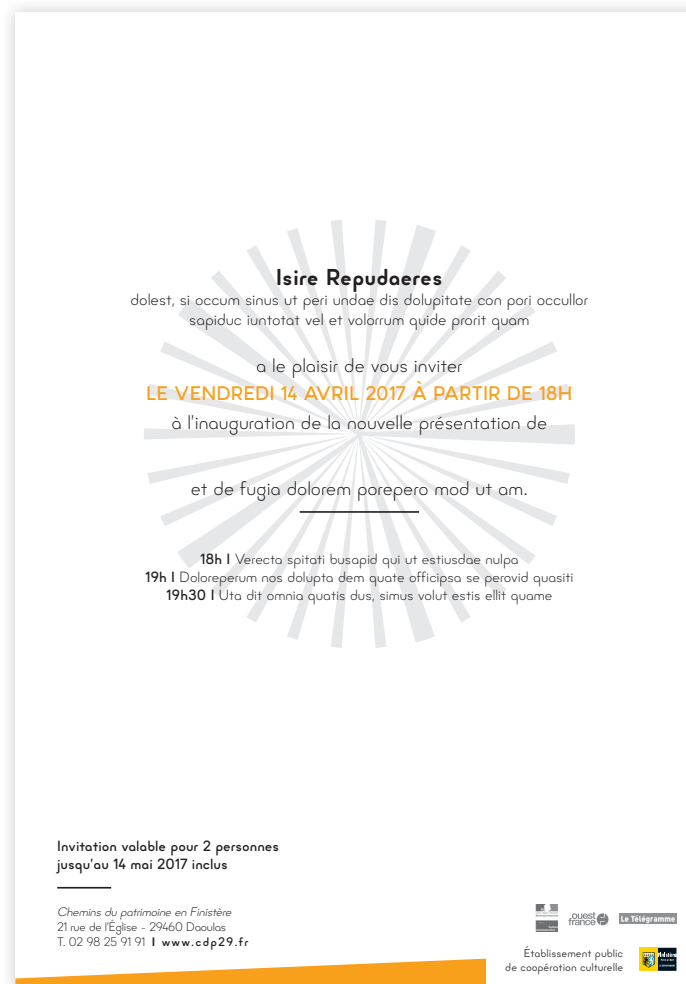 Isire Repudaeres
dolest, si occum sinus ut peri undae dis dolupitate con pori occullor
sapiduc iuntotat vel et volorrum quide prorit quam
a le plaisir de vous inviter
LE VENDREDI 14 AVRIL 2017 À PARTIR DE 18H
à l'inauguration de la nouvelle présentation de
et de fugia dolorem porepero mod ut am.
18h I Verecta spitati busapid qui ut estiusdae nulpa
19h I Doloreperum nos dolupta dem quate officipsa se perovid quasiti
19h30 I Uta dit omnia quatis dus, simus volut estis ellit quame
Invitation valable pour 2 personnes
jusqu'au 14 mai 2017 inclus
Chemins du patrimoine en Finistère
21 rue de l'Église - 29460 Daoulas
T. 02 98 25 91 91 I www.cdp29.fr
ouest
france
Le Télégramme
Établissement public
de coopération culturelle